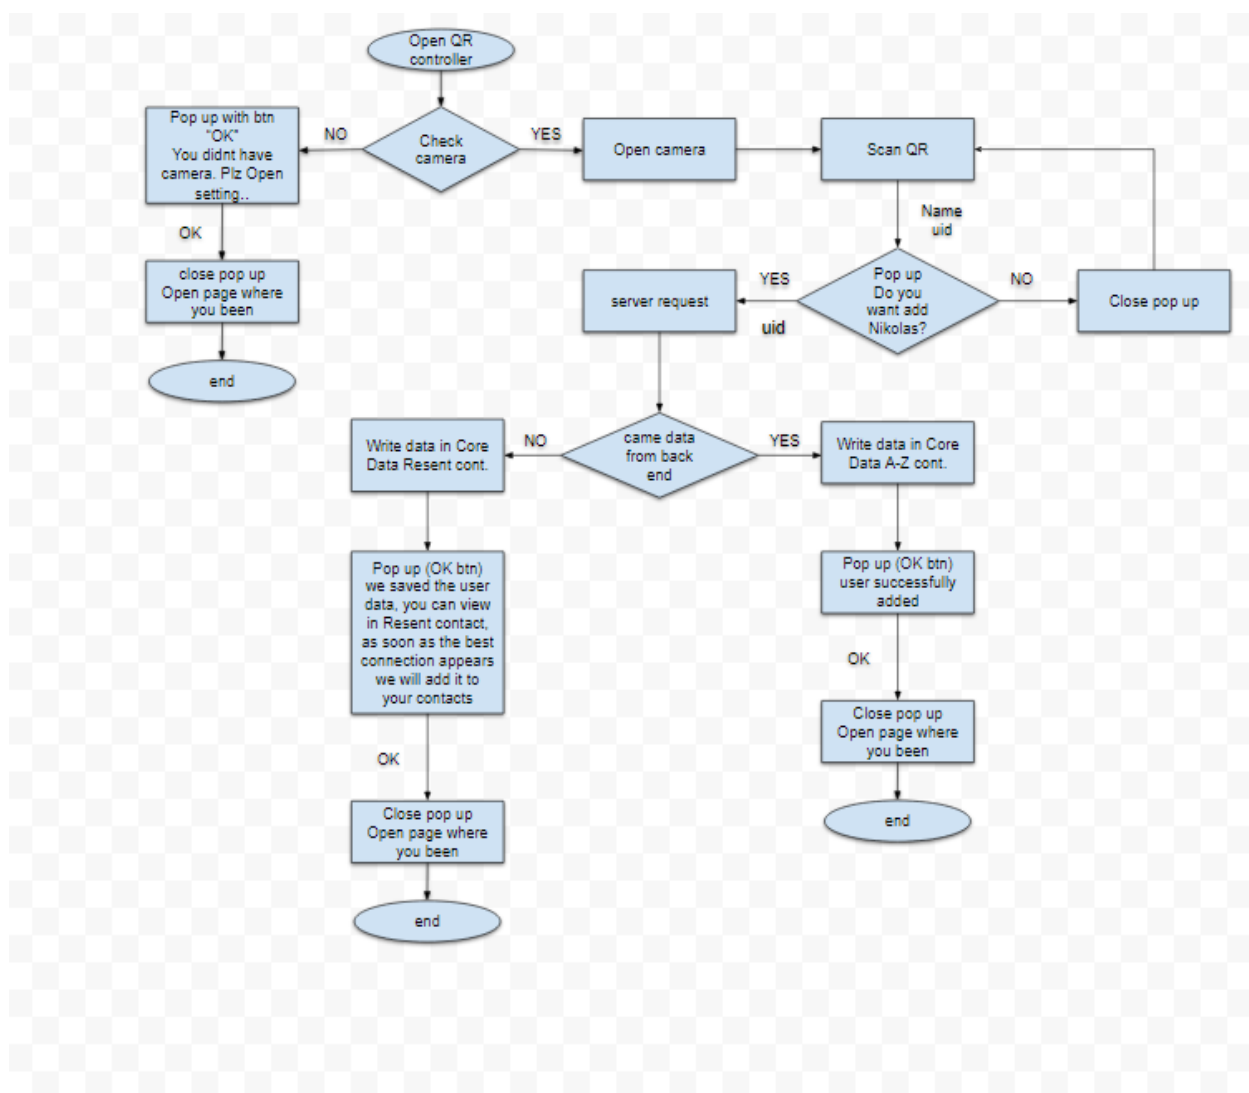 Open QR
controller
Pop up with btn
"OK"
You didnt have
camera. Plz Open
setting..
NO
Check
camera
YES
Open camera
Scan QR
OK
Name
uid
close pop up
Open page where
you been
server request
YES
uid
Pop up
Do you
want add
Nikolas?
NO
Close pop up
end
Write data in Core
Data Resent cont.
NO
came data
from back
end
YES
Write data in Core
Data A-Z cont.
Pop up (OK btn)
we saved the user
data, you can view
in Resent contact,
as soon as the best
connection appears
we will add it to
your contacts
Pop up (OK btn)
user successfully
added
OK
Close pop up
Open page where
you been
OK
Close pop up
Open page where
you been
end
end